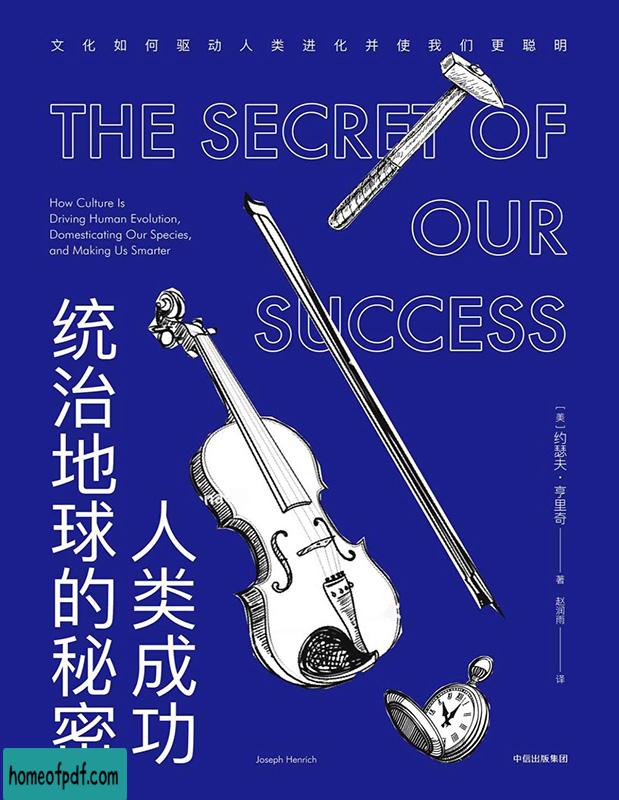 文化如何驱动人类进化并使我们更聪明
THE SECRET OF
OUR
SUCCESS
How Culture Is
Driving Human Evolution,
Domesticating Our Species,
and Making Us Smarter
人类成功
统治地球的秘密
[美]约瑟夫·亨里奇——著
赵润雨——译
Joseph Henrich
中信出版集团
homeofpdf.com